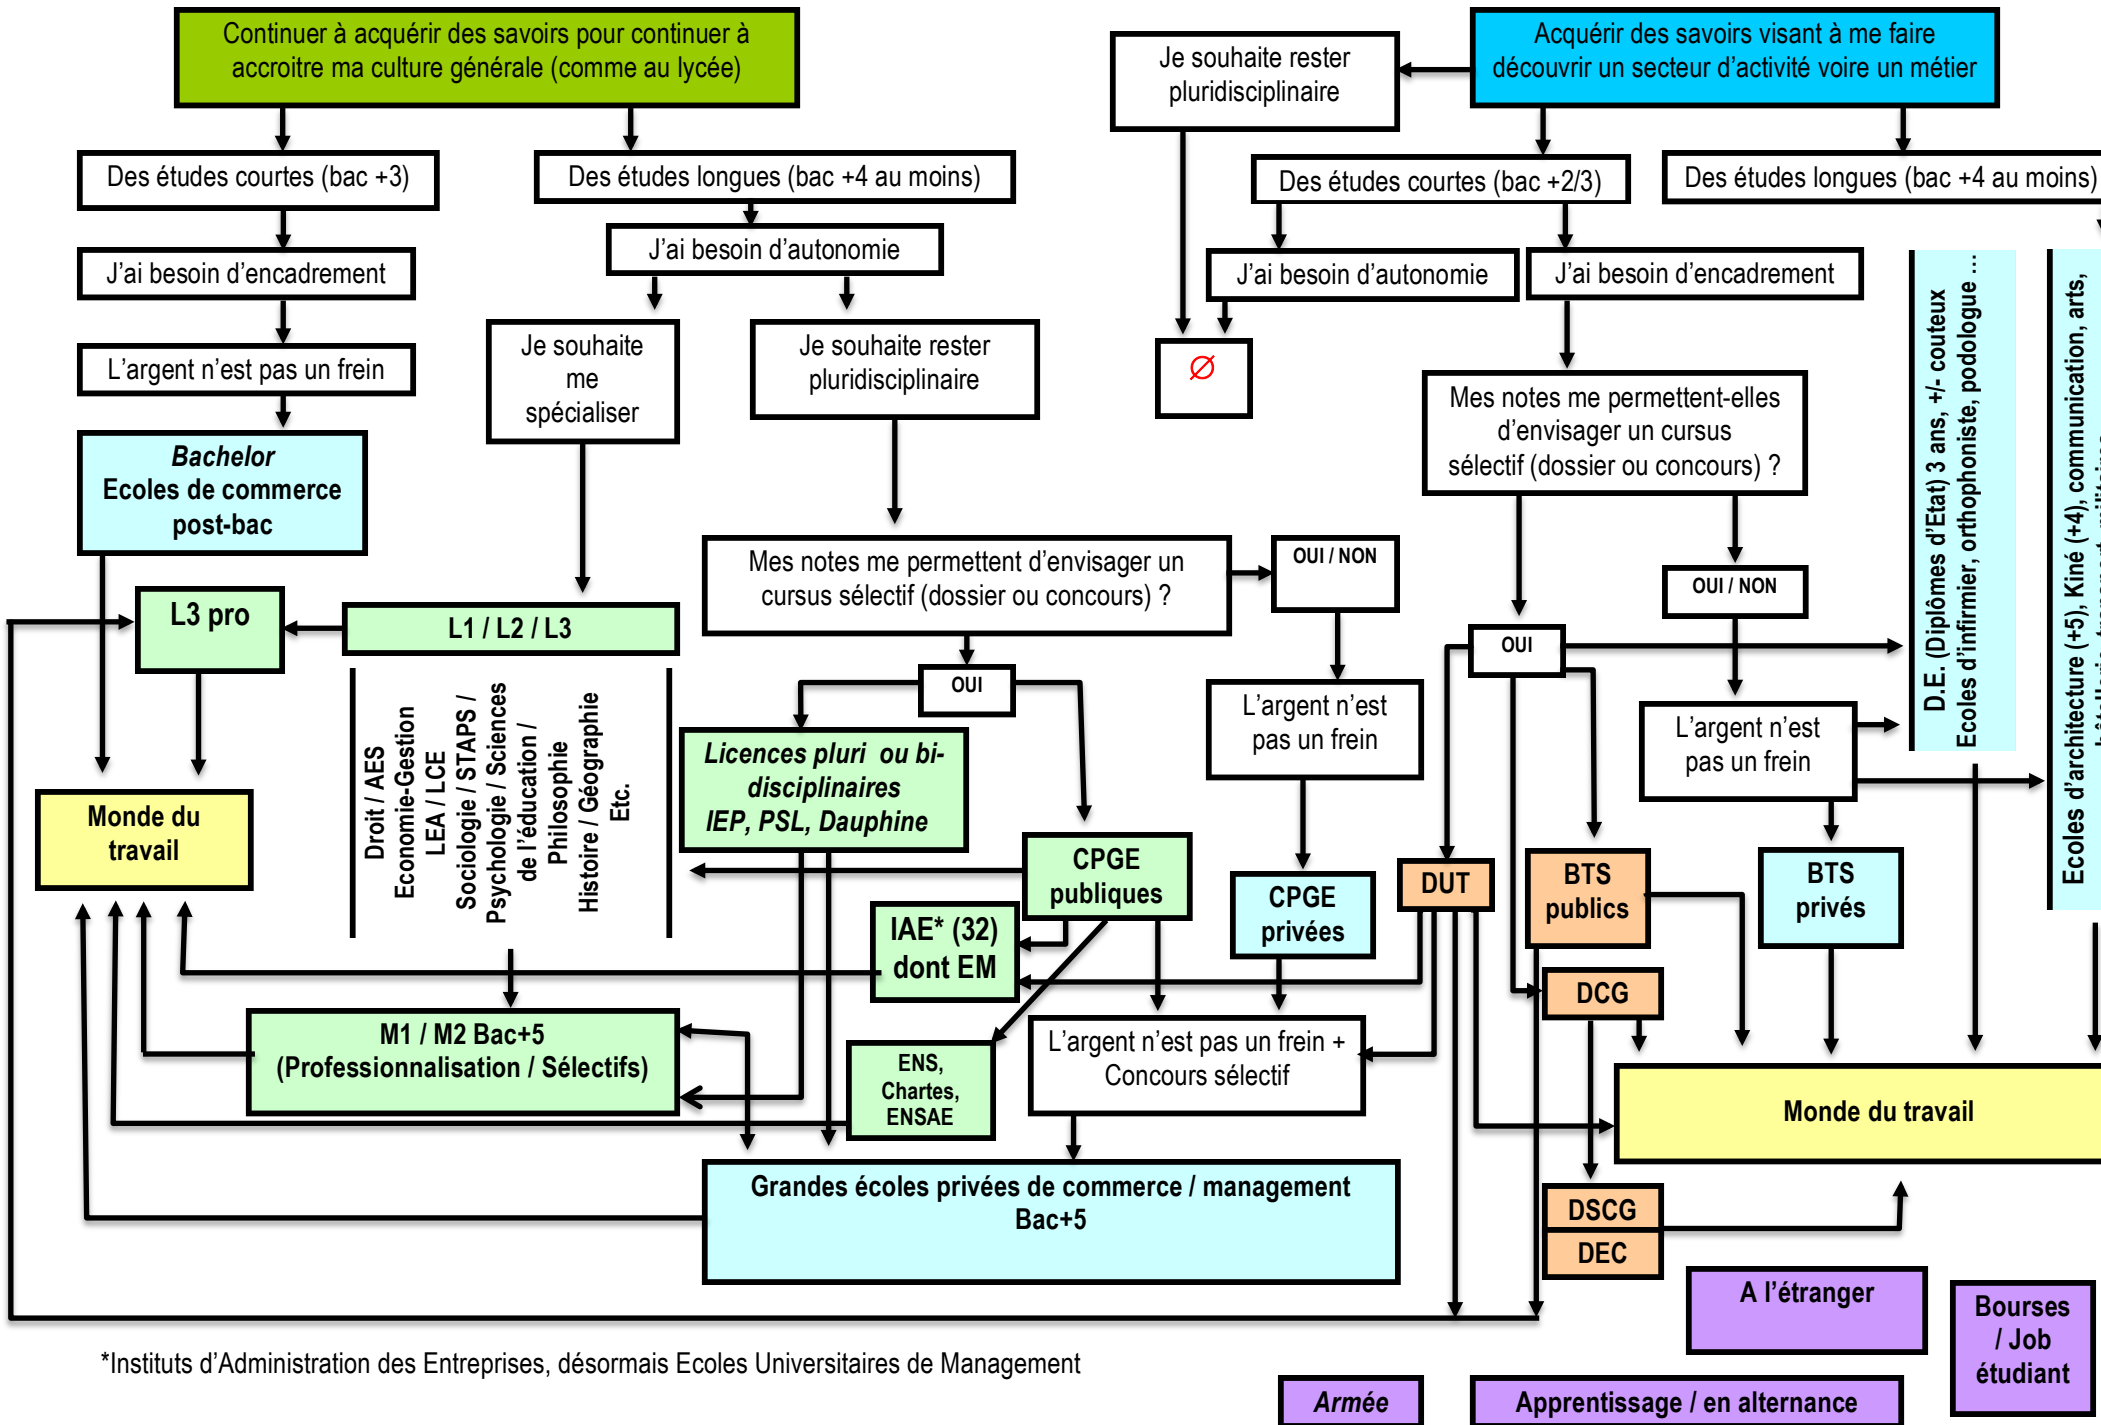 Continuer à acquérir des savoirs pour continuer à
accroitre ma culture générale (comme au lycée)
Je souhaite rester
pluridisciplinaire
Acquérir des savoirs visant à me faire
découvrir un secteur d’activité voire un métier
Des études courtes (bac +3)
Des études longues (bac +4 au moins)
Des études courtes (bac +2/3)
Des études longues (bac +4 au moins)
J’ai besoin d’encadrement
J’ai besoin d’autonomie
J’ai besoin d’autonomie
J’ai besoin d’encadrement
L’argent n’est pas un frein
Je souhaite
me
spécialiser
Je souhaite rester
pluridisciplinaire
∅
Mes notes me permettent-elles
d’envisager un cursus
sélectif (dossier ou concours) ?
D.E. (Diplômes d’Etat) 3 ans, +/- couteux
Ecoles d’infirmier, orthophoniste, podologue ...
Ecoles d’architecture (+5), Kiné (+4), communication, arts,
Bachelor
Ecoles de commerce
post-bac
Mes notes me permettent d’envisager un
cursus sélectif (dossier ou concours) ?
OUI / NON
OUI / NON
L3 pro
L1 / L2 / L3
OUI
OUI
L’argent n’est
pas un frein
L’argent n’est
pas un frein
Droit / AES
Economie-Gestion
LEA / LCE
Sociologie / STAPS /
Psychologie / Sciences
de l’éducation /
Philosophie
Histoire / Géographie
Etc.
Licences pluri ou bi-
disciplinaires
IEP, PSL, Dauphine
Monde du
travail
CPGE
publiques
CPGE
privées
DUT
BTS
publics
BTS
privés
IAE* (32)
dont EM
DCG
M1 / M2 Bac+5
(Professionnalisation / Sélectifs)
ENS,
Chartes,
ENSAE
L’argent n’est pas un frein +
Concours sélectif
Monde du travail
Grandes écoles privées de commerce / management
Bac+5
DSCG
DEC
A l’étranger
Bourses
/ Job
étudiant
*Instituts d’Administration des Entreprises, désormais Ecoles Universitaires de Management
Armée
Apprentissage / en alternance